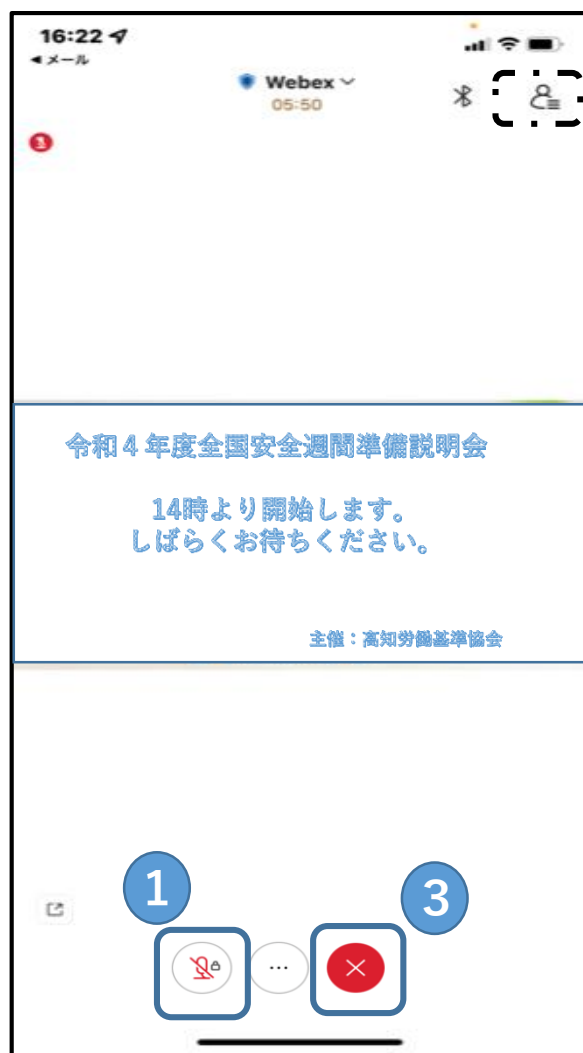 16:22
◀メール
Webex
05:50
令和４年度全国安全週間準備説明会
14時より開始します。
しばらくお待ちください。
主催：高知労働基準協会
1
3